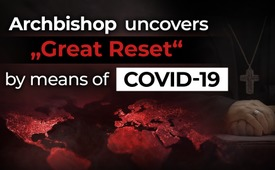 Archbishop uncovers
„Great Reset“
by means of COVID-19